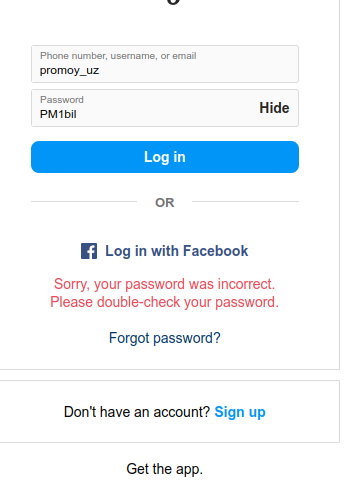 Phone number, username, or email
promoy_uz
Password
PM1bil
Hide
Log in
OR
Log in with Facebook
Sorry, your password was incorrect.
Please double-check your password.
Forgot password?
Don't have an account? Sign up
Get the app.